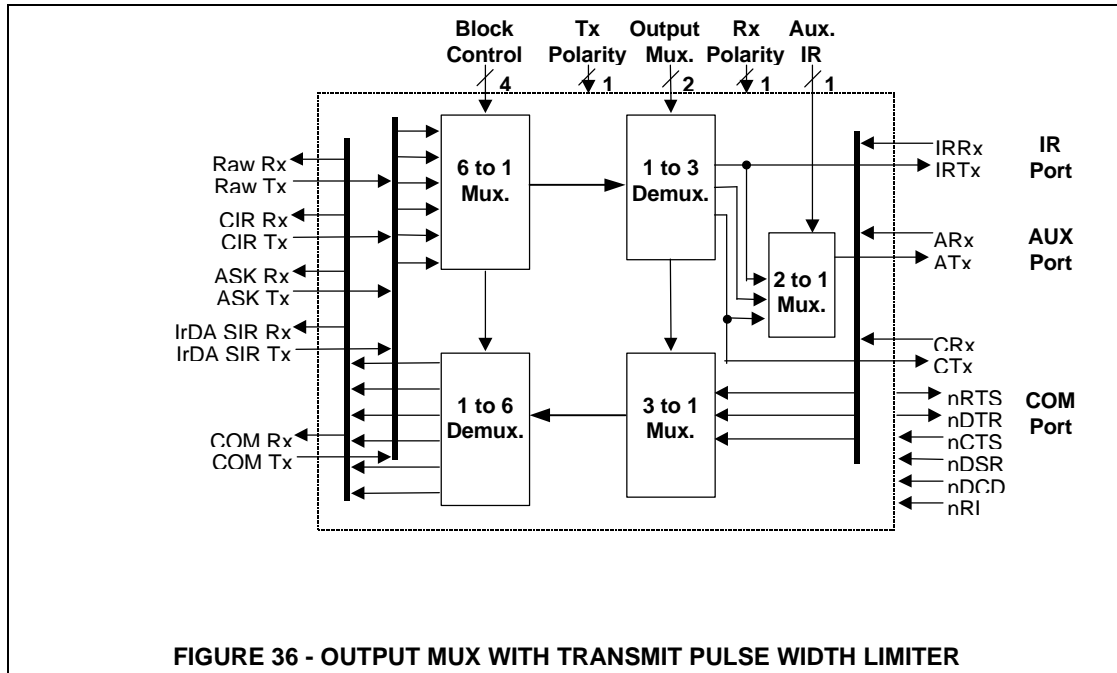 Block
Control
Tx
Polarity
Output
Mux.
Rx
Polarity
Aux.
IR
4
1
2
1
1
Raw Rx
Raw Tx
CIR Rx
CIR Tx
ASK Rx
ASK Tx
IrDA SIR Rx
IrDA SIR Tx
COM Rx
COM Tx
6 to 1
Mux.
1 to 3
Demux.
2 to 1
Mux.
1 to 6
Demux.
3 to 1
Mux.
IRRx
IRTx
IR
Port
ARx
ATx
AUX
Port
CRx
CTx
nRTS
nDTR
nCTS
nDSR
nDCD
nRI
COM
Port
FIGURE 36 - OUTPUT MUX WITH TRANSMIT PULSE WIDTH LIMITER